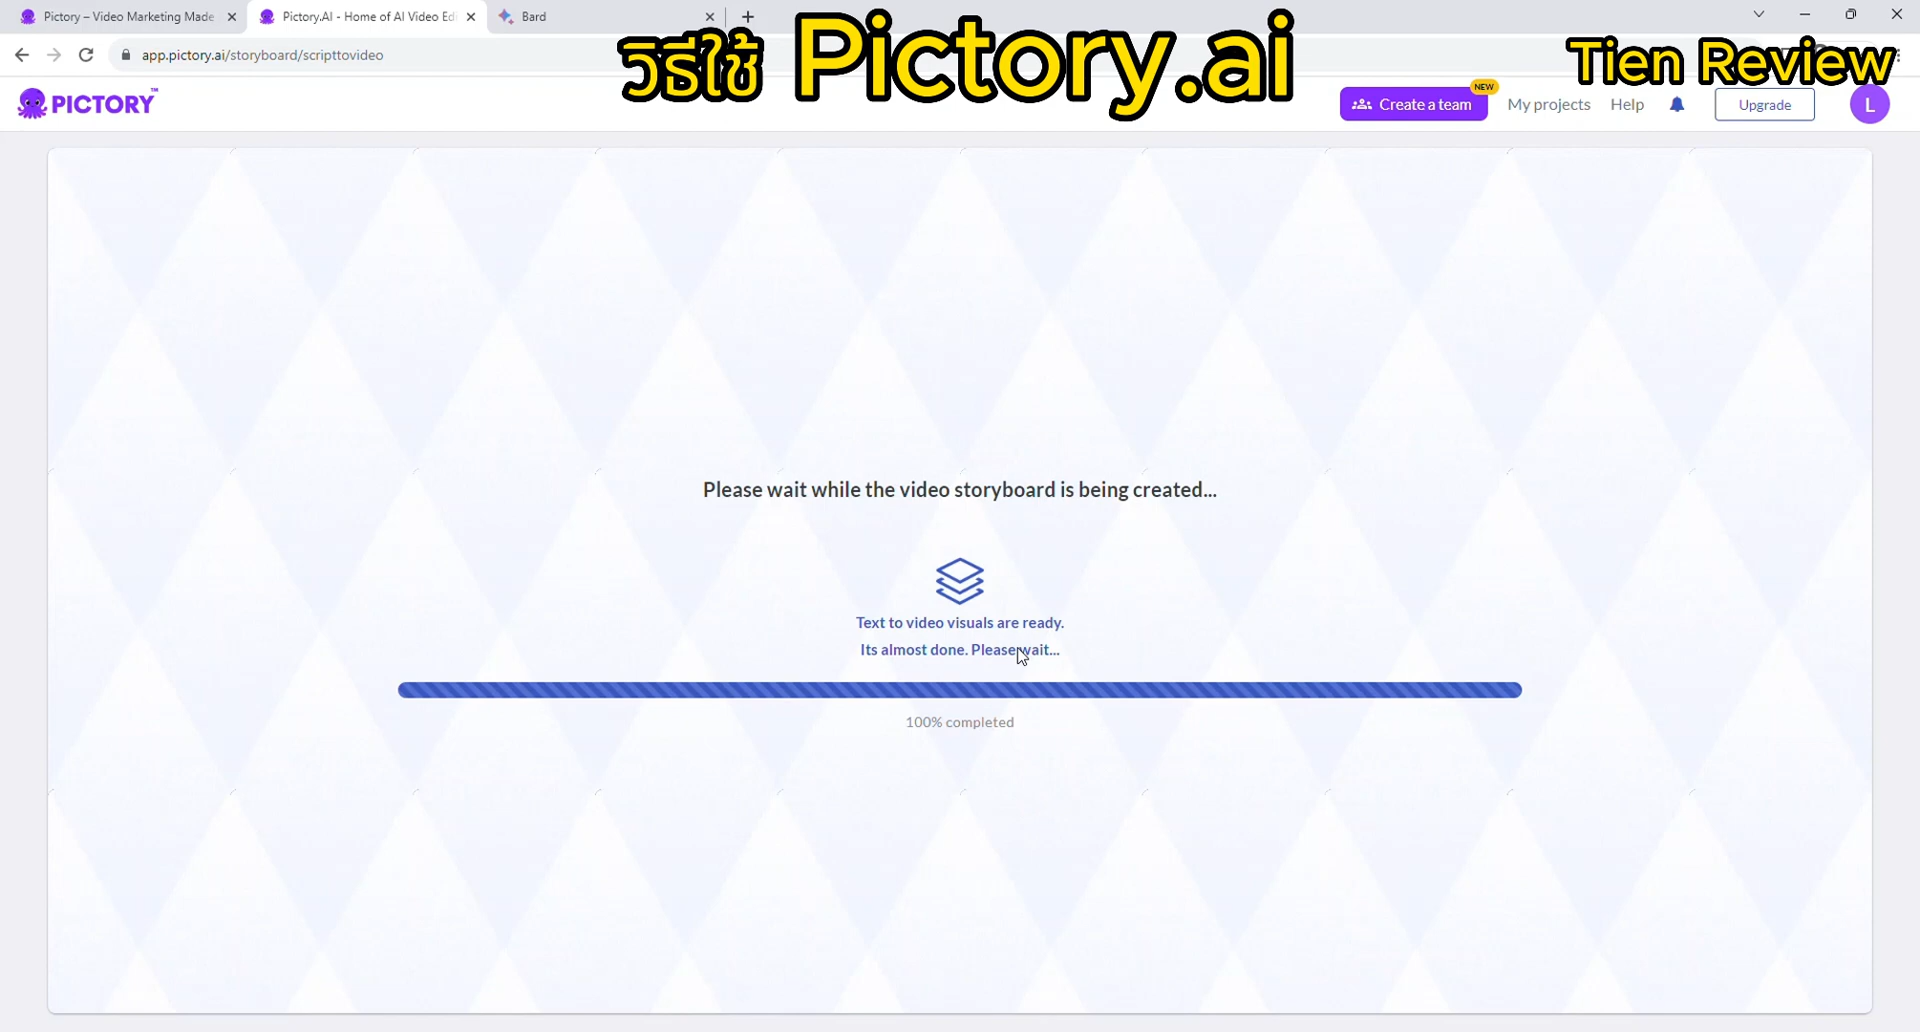 Pictory – Video Marketing Made
Pictory.AI - Home of AI Video Edi
Bard
app.pictory.ai/storyboard/scripttovideo
วิธีใช้ Pictory.ai
Tien Review
PICTORY™
Create a team
NEW
My projects
Help
Upgrade
L
Please wait while the video storyboard is being created...
Text to video visuals are ready.
Its almost done. Please wait...
100% completed